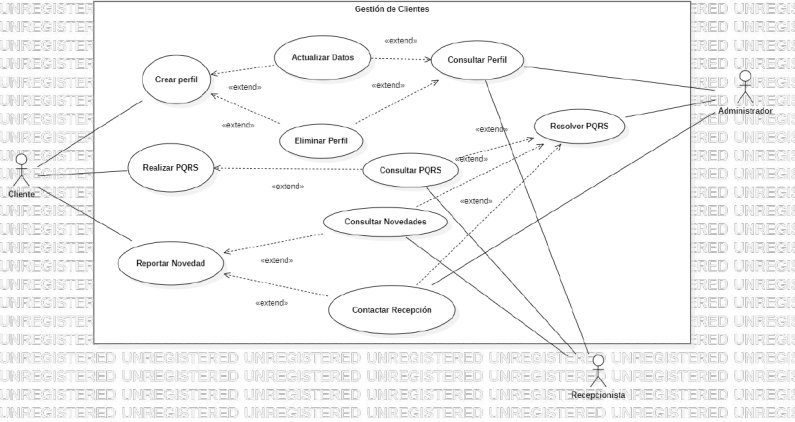 Gestión de Clientes
«extend»
Actualizar Datos
Consultar Perfil
Crear perfil
«extend»
«extend»
Administrador
«extend»
Resolver PQRS
«extend»
Eliminar Perfil
«extend»
Realizar PQRS
Consultar PQRS
«extend»
Cliente
«extend»
Consultar Novedades
Reportar Novedad
«extend»
«extend»
Contactar Recepción
UNREGISTERED UNREGISTERED UNREGISTERED UNREGISTERED UNREGISTERED UNREGISTERED
Recepcionista